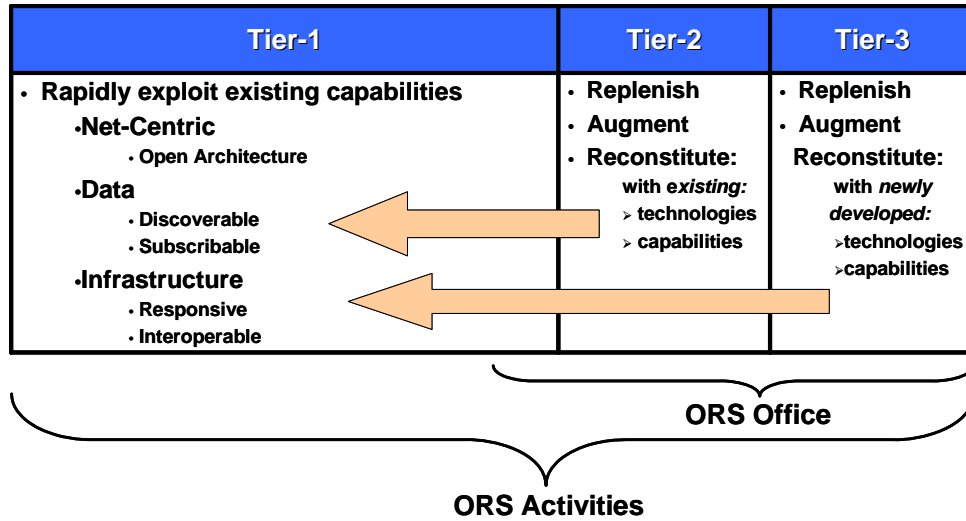 Tier-1
Tier-2
Tier-3
• Rapidly exploit existing capabilities
•Net-Centric
• Open Architecture
•Data
• Discoverable
• Subscribable
•Infrastructure
• Responsive
• Interoperable
• Replenish
• Augment
• Reconstitute:
with existing:
➢ technologies
➢ capabilities
• Replenish
• Augment
Reconstitute:
with newly
developed:
➢technologies
➢capabilities
ORS Office
ORS Activities